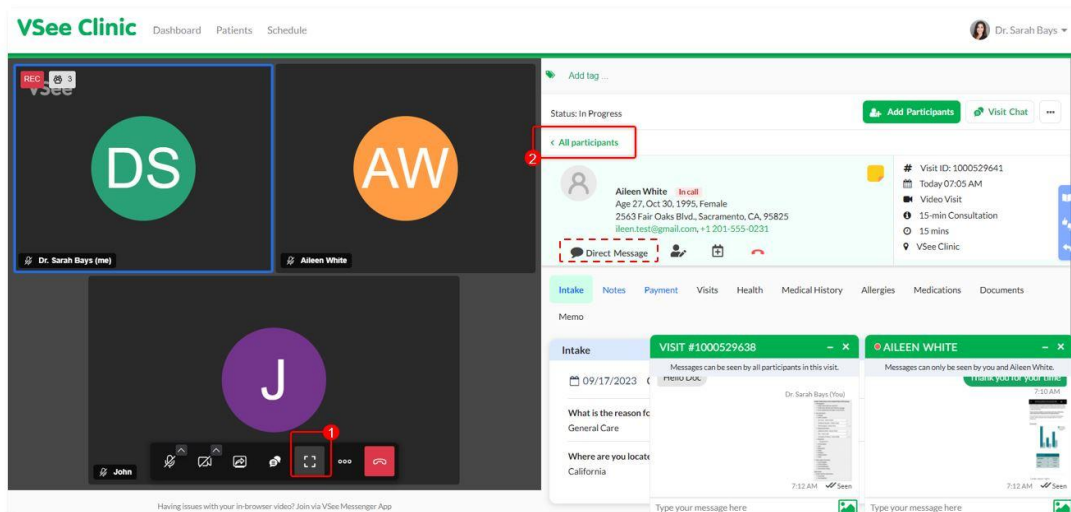 VSee Clinic Dashboard Patients Schedule Dr. Sarah Bays
REC 3
VSee
DS
AW
Dr. Sarah Bays (me)
Aileen White
J
1
John
Having issues with your in-browser video? Join via VSee Messenger App
Add tag ...
Status: In Progress Add Participants Visit Chat
2 All participants
Aileen White In call
Age 27, Oct 30, 1995, Female
2563 Fair Oaks Blvd., Sacramento, CA, 95825
ileen.test@gmail.com, +1 201-555-0231
Direct Message
# Visit ID: 1000529641
Today 07:05 AM
Video Visit
15-min Consultation
15 mins
VSee Clinic
Intake Notes Payment Visits Health Medical History Allergies Medications Documents
Memo
Intake
09/17/2023
What is the reason fo
General Care
Where are you locate
California
VISIT #1000529638
Messages can be seen by all participants in this visit.
Hello Doc
Dr. Sarah Bays (You)
7:12 AM Seen
Type your message here
AILEEN WHITE
Messages can only be seen by you and Aileen White.
Thank you for your time
7:10 AM
7:12 AM Seen
Type your message here